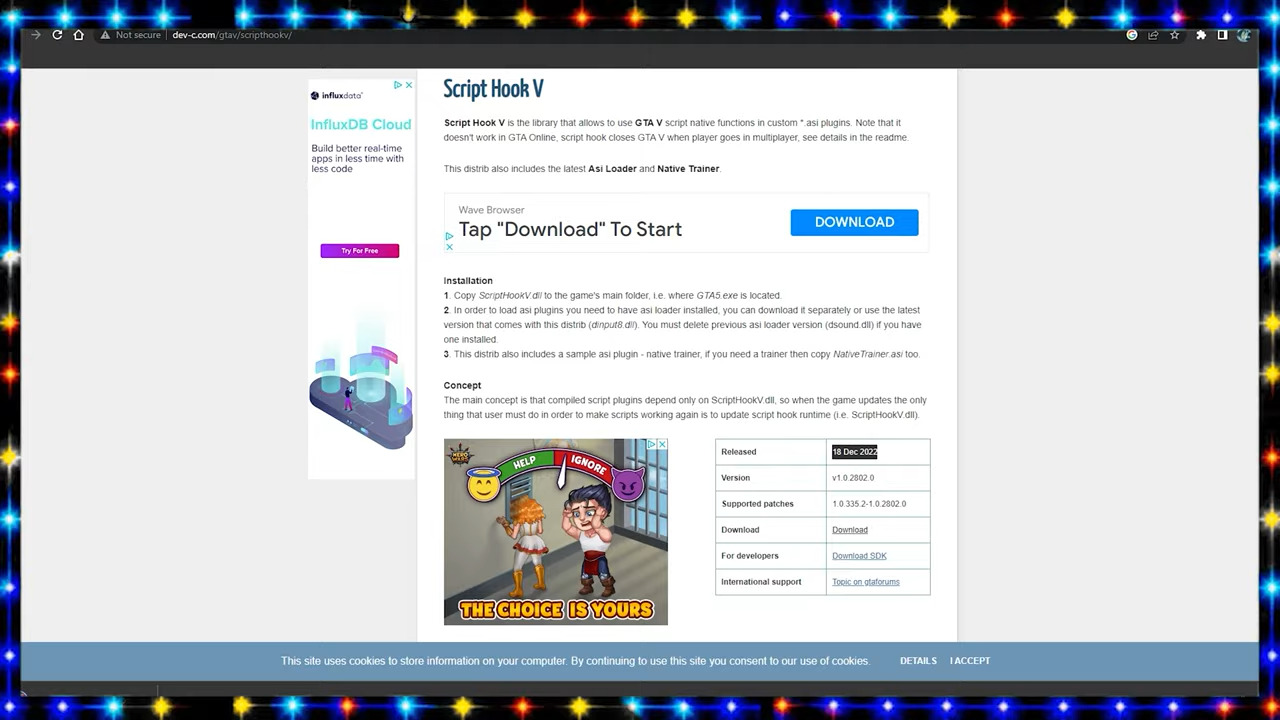 Not secure
dev-c.com/gtav/scripthookv/
influxdata
InfluxDB Cloud
Build better real-time
apps in less time with
less code
Try For Free
Script Hook V
Script Hook V is the library that allows to use GTA V script native functions in custom *.asi plugins. Note that it
doesn't work in GTA Online, script hook closes GTA V when player goes in multiplayer, see details in the readme.
This distrib also includes the latest Asi Loader and Native Trainer.
Wave Browser
Tap "Download" To Start
DOWNLOAD
Installation
1. Copy ScriptHookV.dll to the game's main folder, i.e. where GTA5.exe is located.
2. In order to load asi plugins you need to have asi loader installed, you can download it separately or use the latest
version that comes with this distrib (dinput8.dll). You must delete previous asi loader version (dsound.dll) if you have
one installed.
3. This distrib also includes a sample asi plugin - native trainer, if you need a trainer then copy NativeTrainer.asi too.
Concept
The main concept is that compiled script plugins depend only on ScriptHookV.dll, so when the game updates the only
thing that user must do in order to make scripts working again is to update script hook runtime (i.e. ScriptHookV.dll).
HERO
WARS
HELP
IGNORE
THE CHOICE IS YOURS
Released 18 Dec 2022
Version v1.0.2802.0
Supported patches 1.0.335.2-1.0.2802.0
Download Download
For developers Download SDK
International support Topic on gtaforums
This site uses cookies to store information on your computer. By continuing to use this site you consent to our use of cookies.
DETAILS
I ACCEPT